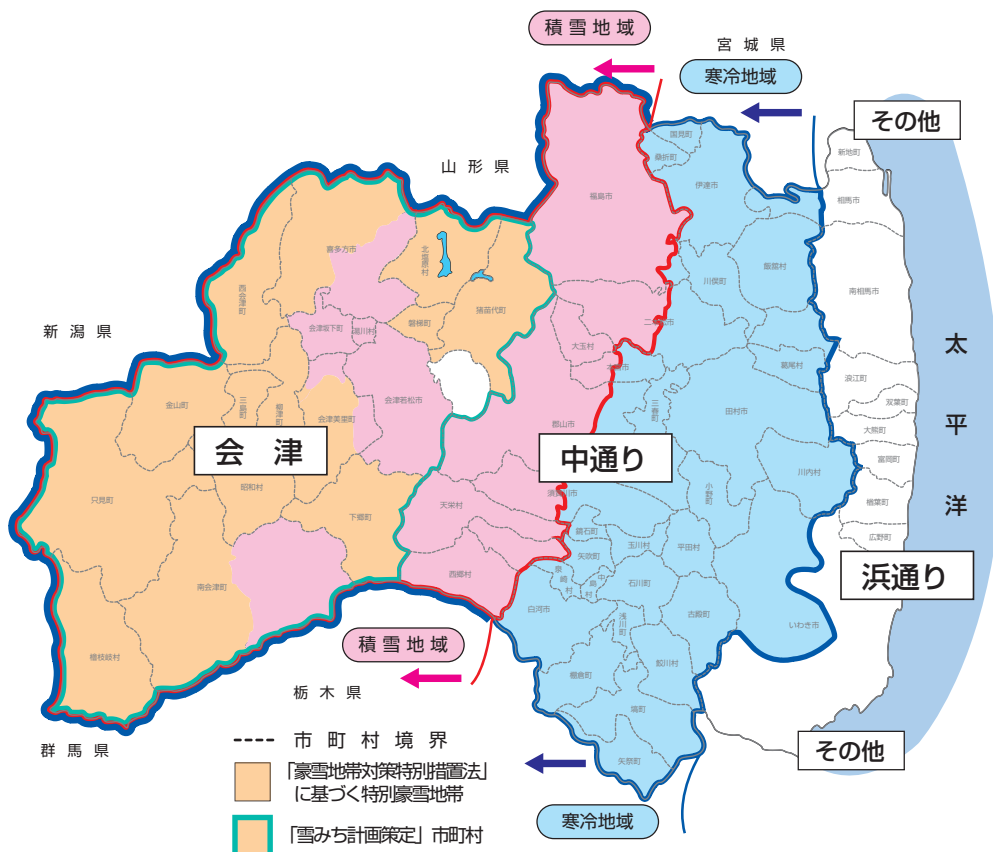 積雪地域
宮城県
寒冷地域
その他
国見町
桑折町
新地町
山形県
伊達市
福島市
相馬市
喜多方市
北塩原村
飯舘村
川俣町
西会津町
南相馬市
猪苗代町
新潟県
磐梯町
会津坂下町
湯川村
二本松市
太平洋
大玉村
本宮市
葛尾村
浪江町
会津若松市
双葉町
金山町
三島町
柳津町
会津美里町
三春町
田村市
郡山市
大熊町
会津
中通り
富岡町
川内村
只見町
昭和村
小野町
須賀川市
天栄村
楢葉町
下郷町
鏡石町
広野町
玉川村
平田村
矢吹町
浜通り
西郷村
泉崎村
中島村
石川町
南会津町
白河市
古殿町
浅川町
いわき市
積雪地域
檜枝岐村
鮫川村
棚倉町
栃木県
塙町
群馬県
市町村境界
その他
矢祭町
「豪雪地帯対策特別措置法」
に基づく特別豪雪地帯
寒冷地域
「雪みち計画策定」市町村